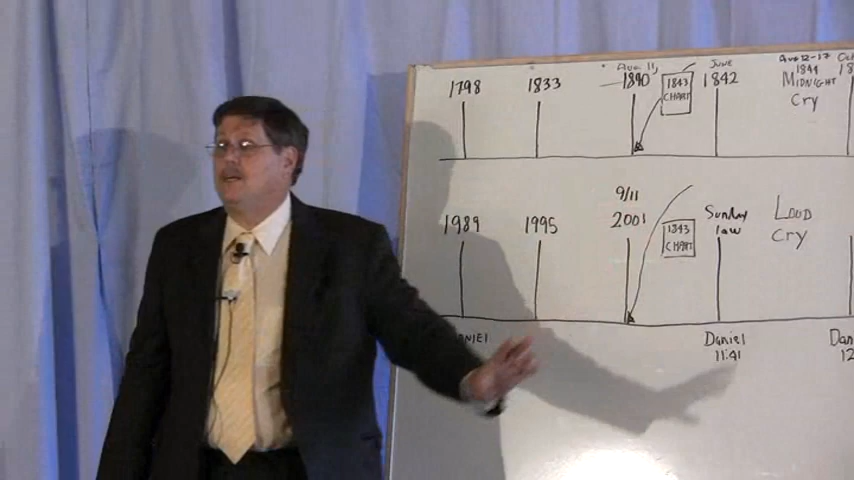 Aug 11, JUNE Aug 12-17
1798 1833 1840 1843 CHART 1842 1844 MIDNIGHT Cry
9/11
1989 1995 2001 1843 CHART Sunday law LOUD Cry
Daniel
11:41
12